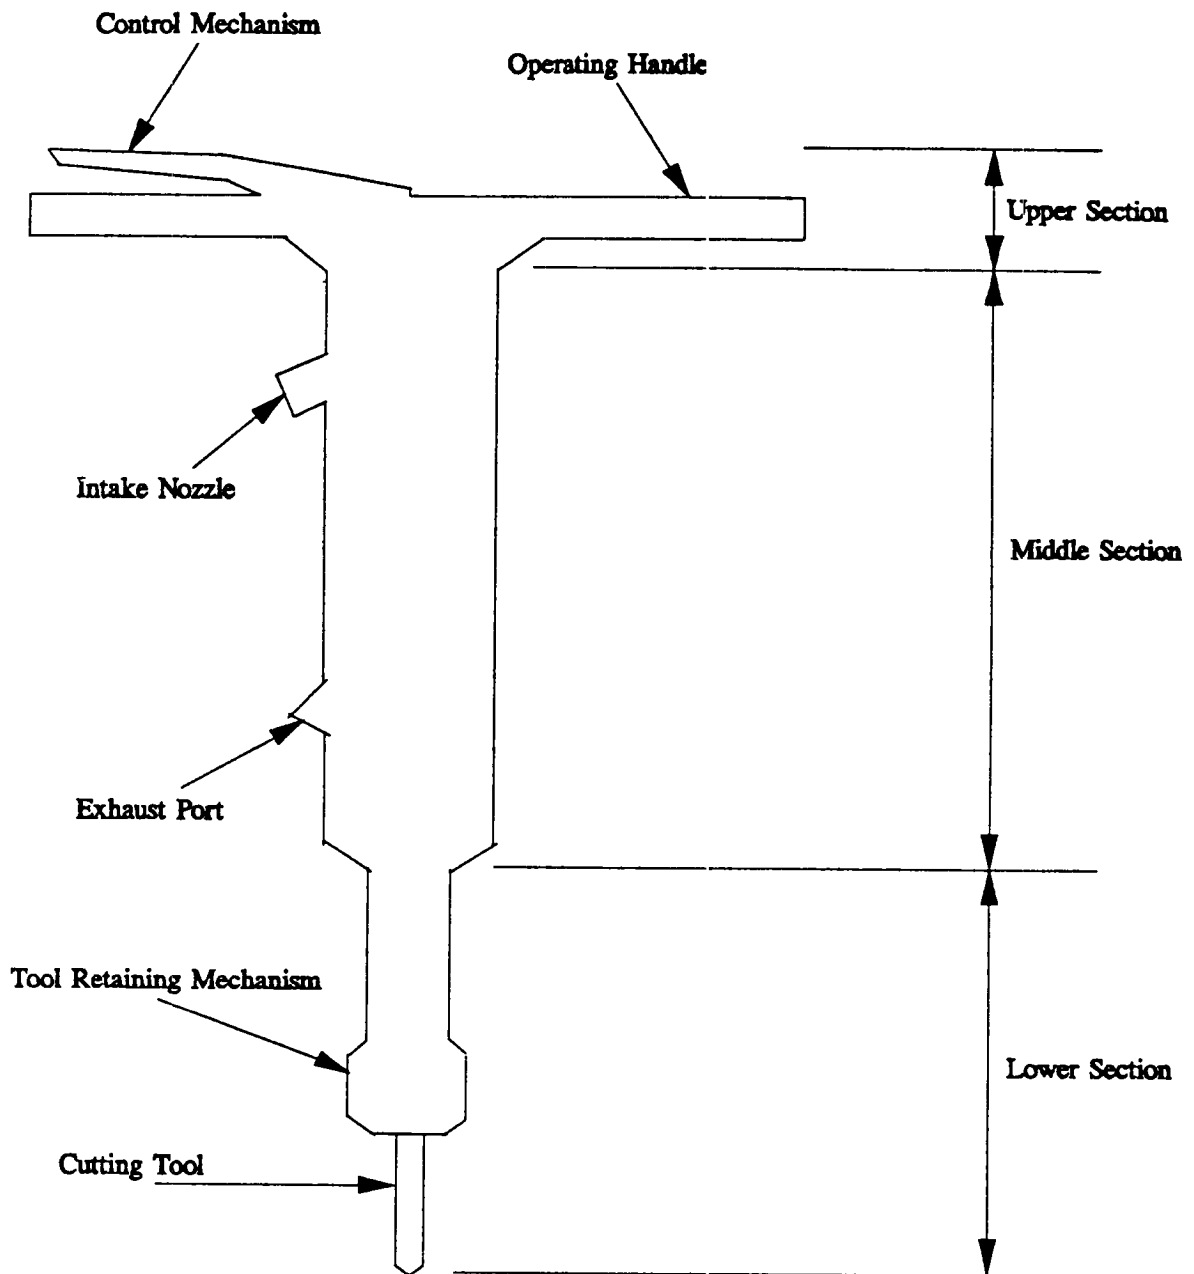 Control Mechanism
Operating Handle
Upper Section
Intake Nozzle
Middle Section
Exhaust Port
Tool Retaining Mechanism
Lower Section
Cutting Tool